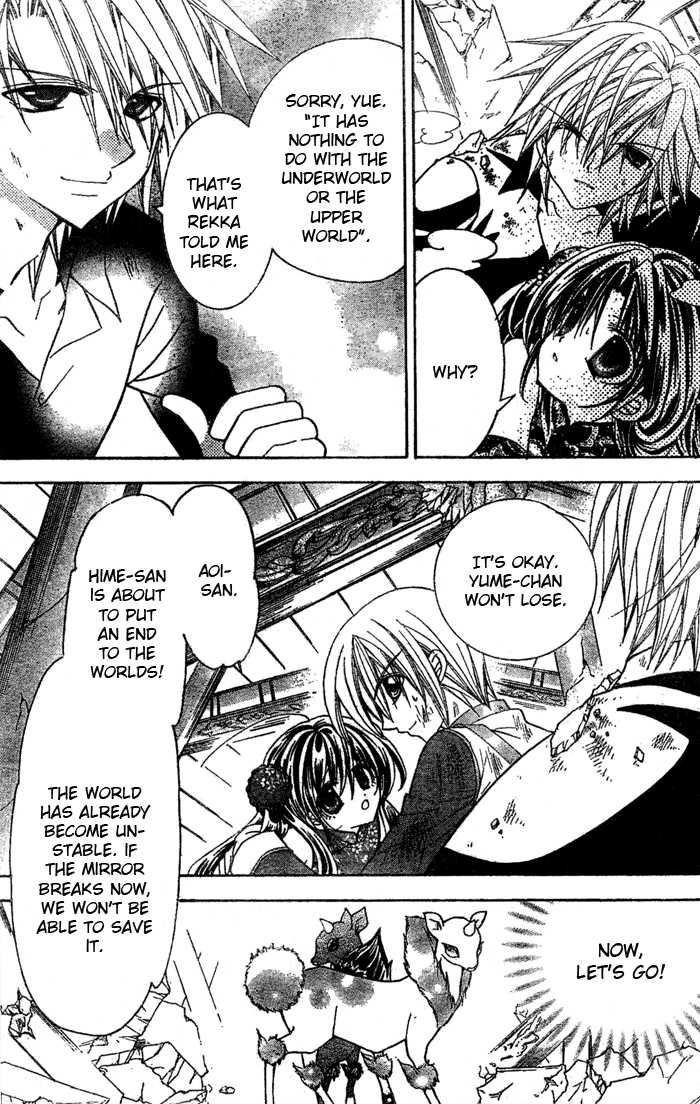 WHY?
SORRY, YUE.
"IT HAS
NOTHING TO
DO WITH THE
UNDERWORLD
OR THE
UPPER
WORLD".
THAT'S
WHAT
REKKA
TOLD ME
HERE.
IT'S OKAY.
YUME-CHAN
WON'T LOSE.
AOI-
SAN.
HIME-SAN
IS ABOUT
TO PUT
AN END
TO THE
WORLDS!
THE WORLD
HAS ALREADY
BECOME UN-
STABLE. IF
THE MIRROR
BREAKS NOW,
WE WON'T BE
ABLE TO SAVE
IT.
NOW,
LET'S GO!